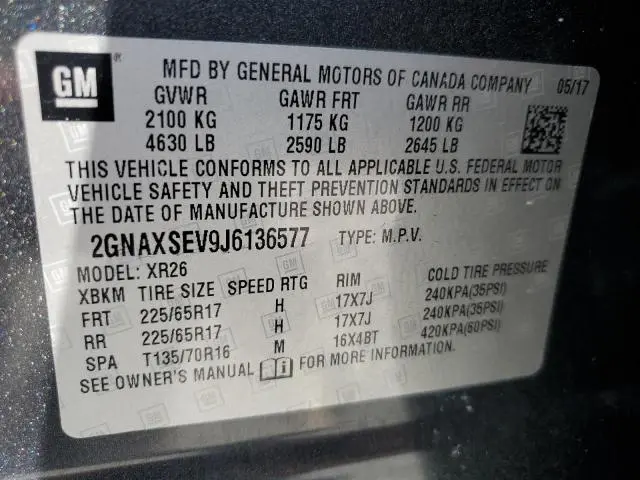 GM ® MFD BY GENERAL MOTORS OF CANADA COMPANY 05/17
GVWR GAWR FRT GAWR RR
2100 KG 1175 KG 1200 KG
4630 LB 2590 LB 2645 LB
THIS VEHICLE CONFORMS TO ALL APPLICABLE U.S. FEDERAL MOTOR
VEHICLE SAFETY AND THEFT PREVENTION STANDARDS IN EFFECT ON
THE DATE OF MANUFACTURE SHOWN ABOVE.
2GNAXSEV9J6136577 TYPE: M.P.V.
MODEL: XR26
XBKM TIRE SIZE SPEED RTG RIM COLD TIRE PRESSURE
FRT 225/65R17 H 17X7J 240KPA(35PSI)
RR 225/65R17 H 17X7J 240KPA(35PSI)
SPA T135/70R16 M 16X4BT 420KPA(60PSI)
SEE OWNER'S MANUAL i FOR MORE INFORMATION.